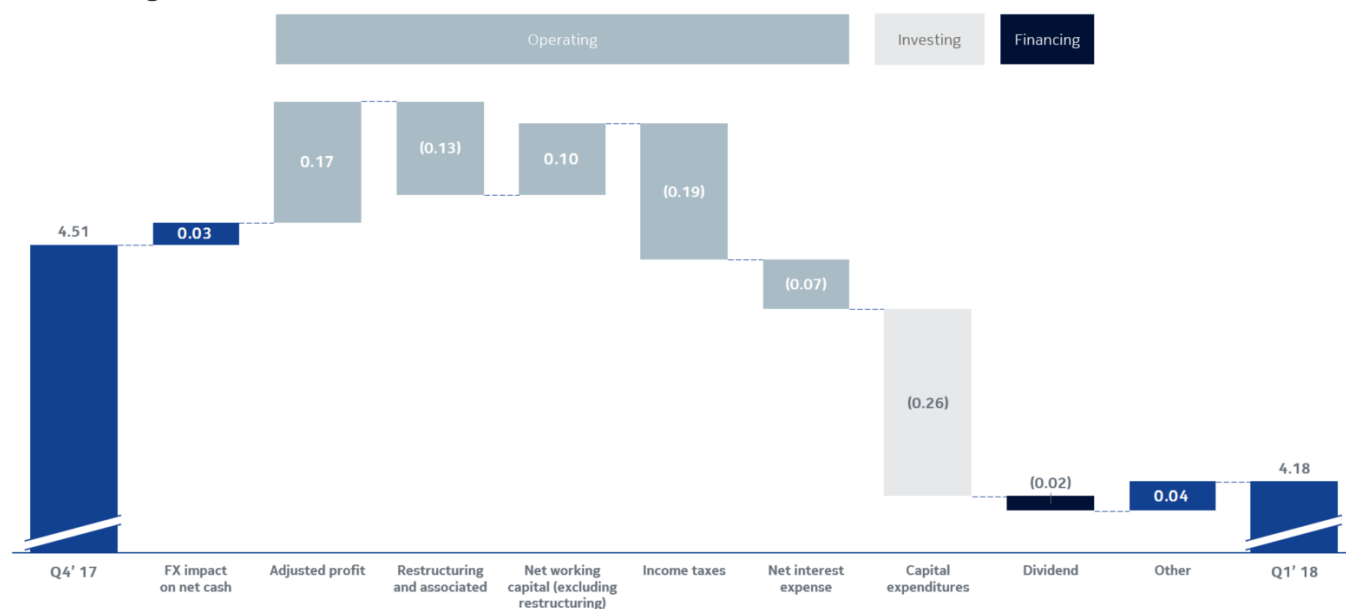 Operating
Investing
Financing
4.51
0.03
0.17
(0.13)
0.10
(0.19)
(0.07)
(0.26)
(0.02)
0.04
4.18
Q4’ 17
FX impact
on net cash
Adjusted profit
Restructuring
and associated
Net working
capital (excluding
restructuring)
Income taxes
Net interest
expense
Capital
expenditures
Dividend
Other
Q1’ 18